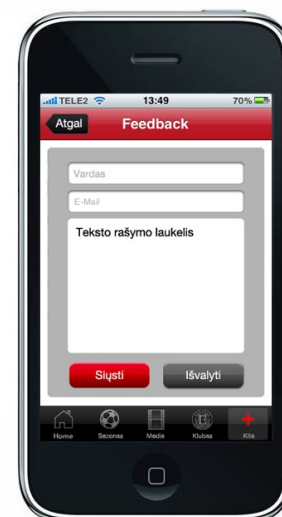 TELE2 13:49 70%
Atgal Feedback
Vardas
E-Mail
Teksto rašymo laukelis
Siųsti Išvalyti
Home Sezonas Media Klubas Kita